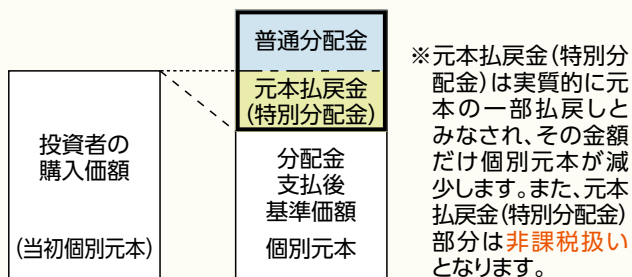 投資者の
購入価額
(当初個別元本)
普通分配金
元本払戻金
(特別分配金)
分配金
支払後
基準価額
個別元本
※元本払戻金(特別分
配金)は実質的に元
本の一部払戻しと
みなされ、その金額
だけ個別元本が減
少します。また、元本
払戻金(特別分配金)
部分は非課税扱い
となります。